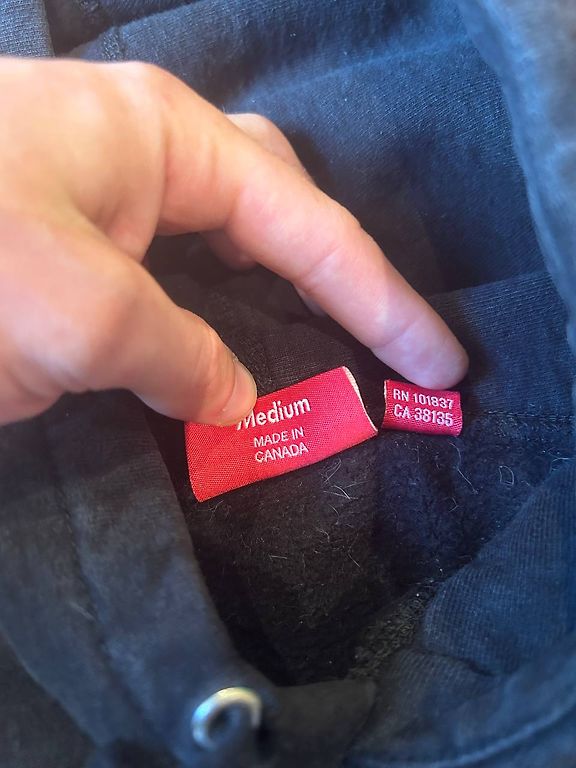 Medium
MADE IN
CANADA
RN 101837
CA 38135